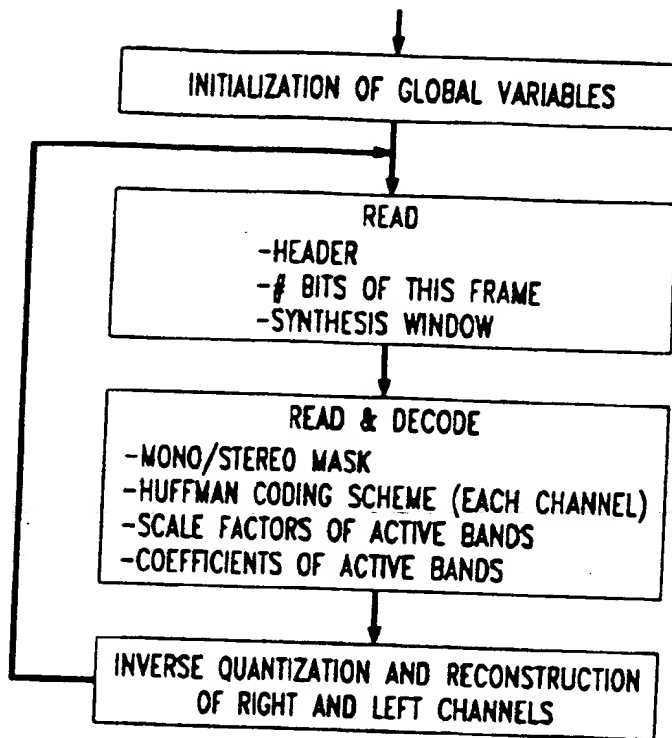 INITIALIZATION OF GLOBAL VARIABLES
READ
-HEADER
-# BITS OF THIS FRAME
-SYNTHESIS WINDOW
READ & DECODE
-MONO/STEREO MASK
-HUFFMAN CODING SCHEME (EACH CHANNEL)
-SCALE FACTORS OF ACTIVE BANDS
-COEFFICIENTS OF ACTIVE BANDS
INVERSE QUANTIZATION AND RECONSTRUCTION
OF RIGHT AND LEFT CHANNELS